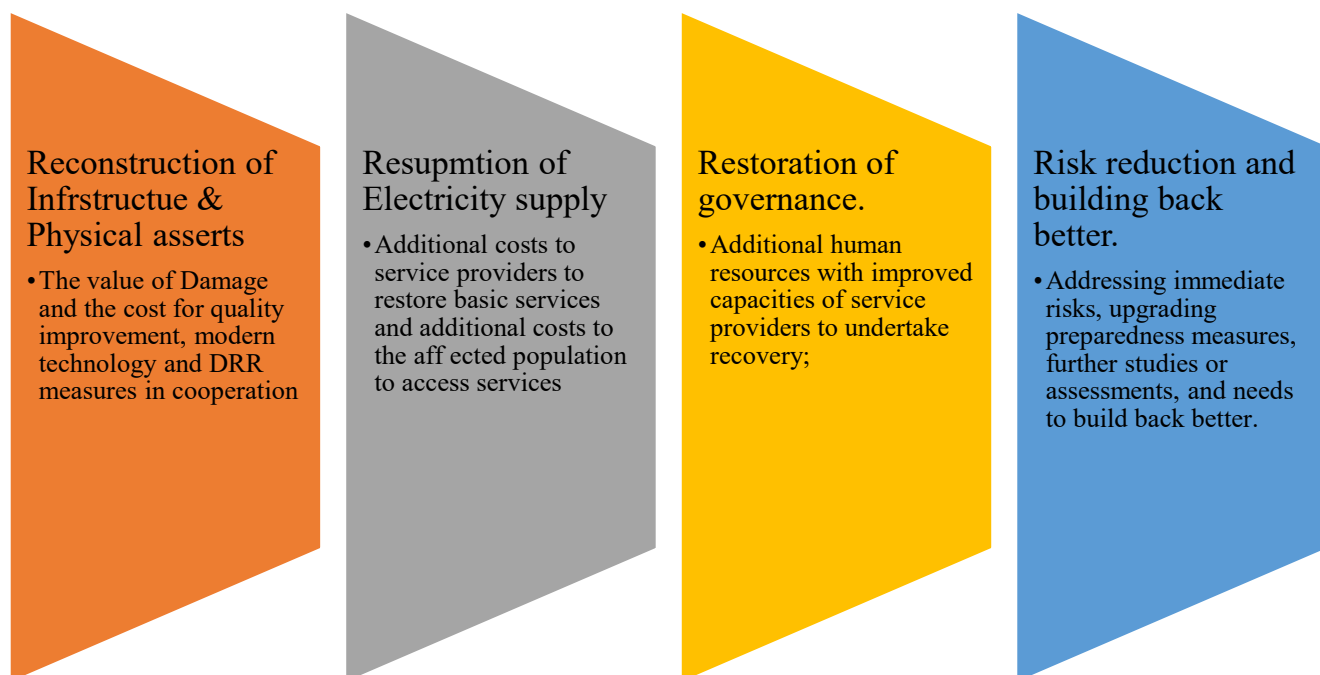 Reconstruction of
Infrstructue &
Physical asserts
•The value of Damage
and the cost for quality
improvement, modern
technology and DRR
measures in cooperation
Resupmtion of
Electricity supply
•Additional costs to
service providers to
restore basic services
and additional costs to
the aff ected population
to access services
Restoration of
governance.
•Additional human
resources with improved
capacities of service
providers to undertake
recovery;
Risk reduction and
building back
better.
•Addressing immediate
risks, upgrading
preparedness measures,
further studies or
assessments, and needs
to build back better.